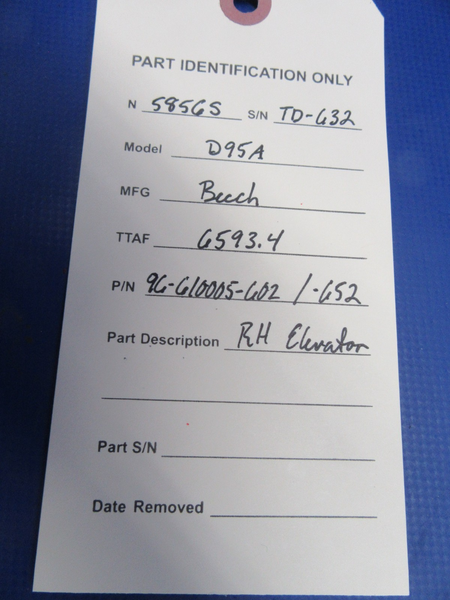 PART IDENTIFICATION ONLY
N 5856S S/N TD-632
Model D95A
MFG Beech
TTAF 6593.4
P/N 96-610005-602 /-652
Part Description RH Elevator
Part S/N
Date Removed